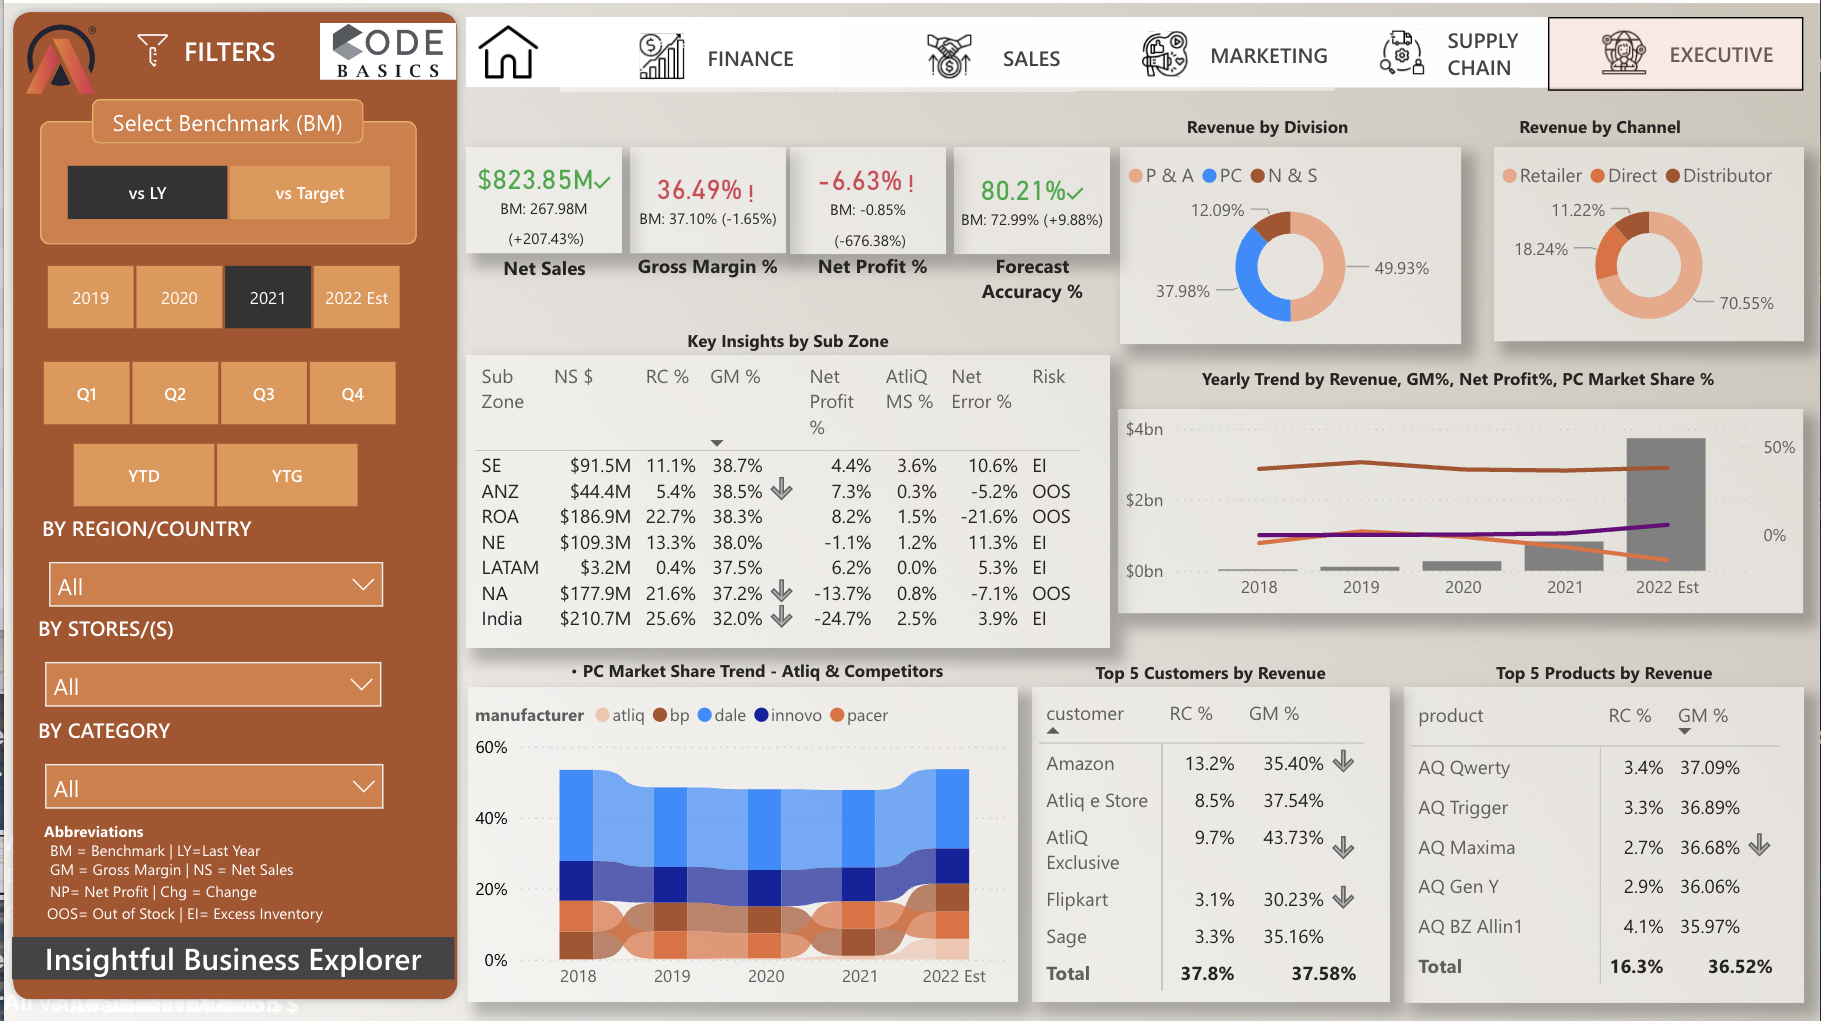 FILTERS
CODE
BASICS
FINANCE
SALES
MARKETING
SUPPLY
CHAIN
EXECUTIVE
Select Benchmark (BM)
vs LY
vs Target
2019
2020
2021
2022 Est
Q1
Q2
Q3
Q4
YTD
YTG
BY REGION/COUNTRY
All
BY STORES/(S)
All
BY CATEGORY
All
Abbreviations
BM = Benchmark | LY=Last Year
GM = Gross Margin | NS = Net Sales
NP= Net Profit | Chg = Change
OOS= Out of Stock | EI= Excess Inventory
Insightful Business Explorer
$823.85M
BM: 267.98M
(+207.43%)
Net Sales
36.49% !
BM: 37.10% (-1.65%)
Gross Margin %
-6.63% !
BM: -0.85%
(-676.38%)
Net Profit %
80.21%
BM: 72.99% (+9.88%)
Forecast
Accuracy %
Revenue by Division
P & A PC N & S
12.09%
49.93%
37.98%
Revenue by Channel
Retailer Direct Distributor
11.22%
18.24%
70.55%
Key Insights by Sub Zone
Sub Zone NS $ RC % GM % Net Profit % AtliQ MS % Net Error % Risk
SE $91.5M 11.1% 38.7% 4.4% 3.6% 10.6% EI
ANZ $44.4M 5.4% 38.5% 7.3% 0.3% -5.2% OOS
ROA $186.9M 22.7% 38.3% 8.2% 1.5% -21.6% OOS
NE $109.3M 13.3% 38.0% -1.1% 1.2% 11.3% EI
LATAM $3.2M 0.4% 37.5% 6.2% 0.0% 5.3% EI
NA $177.9M 21.6% 37.2% -13.7% 0.8% -7.1% OOS
India $210.7M 25.6% 32.0% -24.7% 2.5% 3.9% EI
Yearly Trend by Revenue, GM%, Net Profit%, PC Market Share %
$4bn
50%
$2bn
0%
$0bn
2018 2019 2020 2021 2022 Est
• PC Market Share Trend - Atliq & Competitors
manufacturer atliq bp dale innovo pacer
60%
40%
20%
0%
2018 2019 2020 2021 2022 Est
Top 5 Customers by Revenue
customer RC % GM %
Amazon 13.2% 35.40%
Atliq e Store 8.5% 37.54%
AtliQ 9.7% 43.73%
Exclusive
Flipkart 3.1% 30.23%
Sage 3.3% 35.16%
Total 37.8% 37.58%
Top 5 Products by Revenue
product RC % GM %
AQ Qwerty 3.4% 37.09%
AQ Trigger 3.3% 36.89%
AQ Maxima 2.7% 36.68%
AQ Gen Y 2.9% 36.06%
AQ BZ Allin1 4.1% 35.97%
Total 16.3% 36.52%